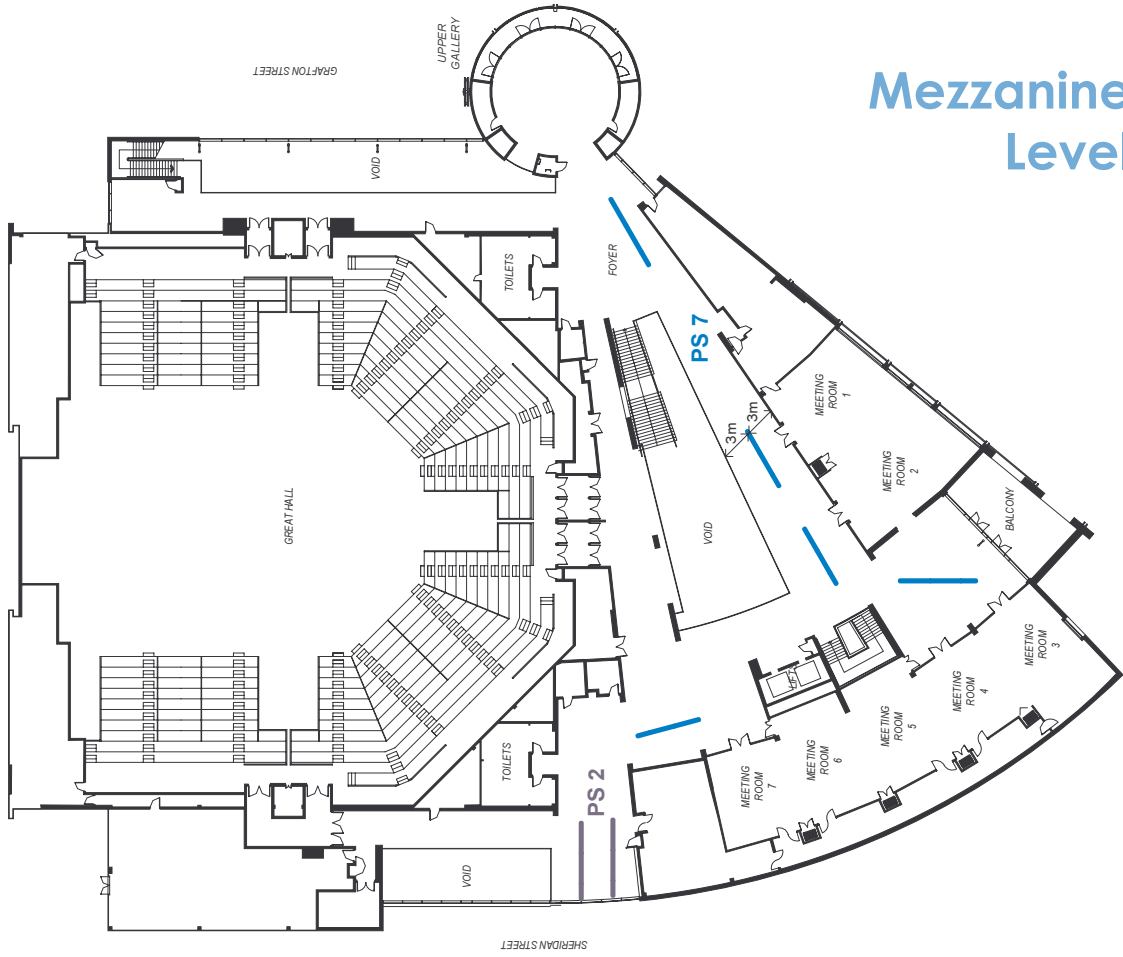 Mezzanine
Level
GRAFTON STREET
UPPER
GALLERY
VOID
FOYER
TOILETS
PS 7
MEETING
ROOM
1
3m
3m
MEETING
ROOM
2
GREAT HALL
VOID
BALCONY
MEETING
ROOM
3
MEETING
ROOM
4
LIFT
MEETING
ROOM
5
MEETING
ROOM
6
MEETING
ROOM
7
TOILETS
PS 2
VOID
SHERIDAN STREET